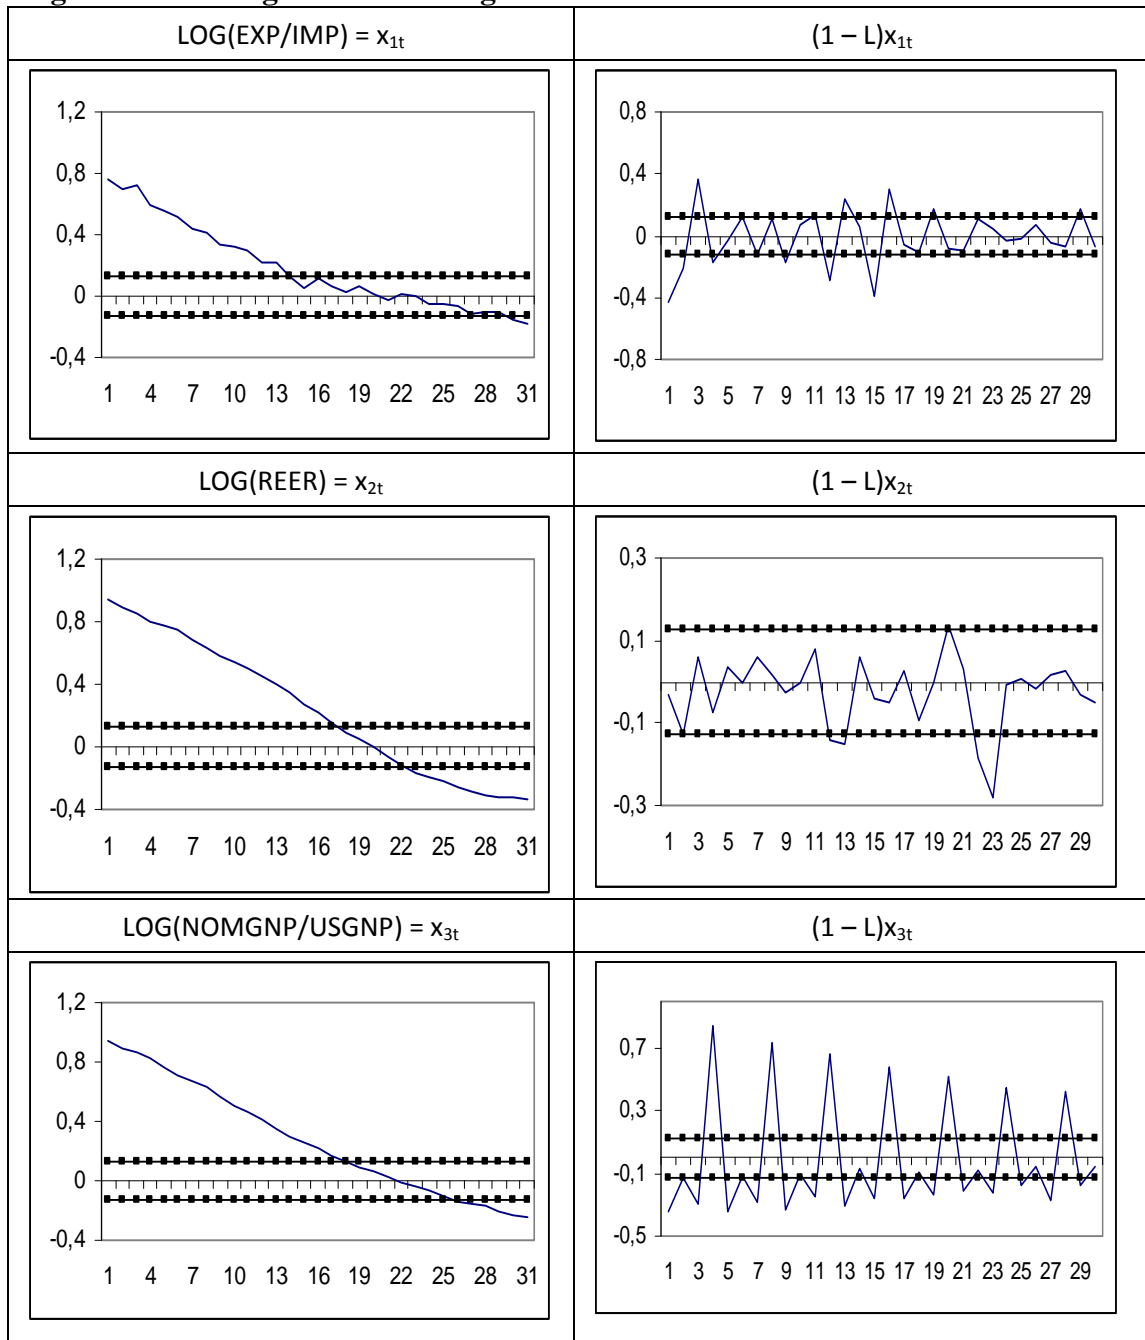 LOG(EXP/IMP) = x1t
(1 – L)x1t
1,2
0,8
0,4
0
-0,4
1 4 7 10 13 16 19 22 25 28 31
0,8
0,4
0
-0,4
-0,8
1 3 5 7 9 11 13 15 17 19 21 23 25 27 29
LOG(REER) = x2t
(1 – L)x2t
1,2
0,8
0,4
0
-0,4
1 4 7 10 13 16 19 22 25 28 31
0,3
0,1
-0,1
-0,3
1 3 5 7 9 11 13 15 17 19 21 23 25 27 29
LOG(NOMGNP/USGNP) = x3t
(1 – L)x3t
1,2
0,8
0,4
0
-0,4
1 4 7 10 13 16 19 22 25 28 31
0,7
0,3
-0,1
-0,5
1 3 5 7 9 11 13 15 17 19 21 23 25 27 29